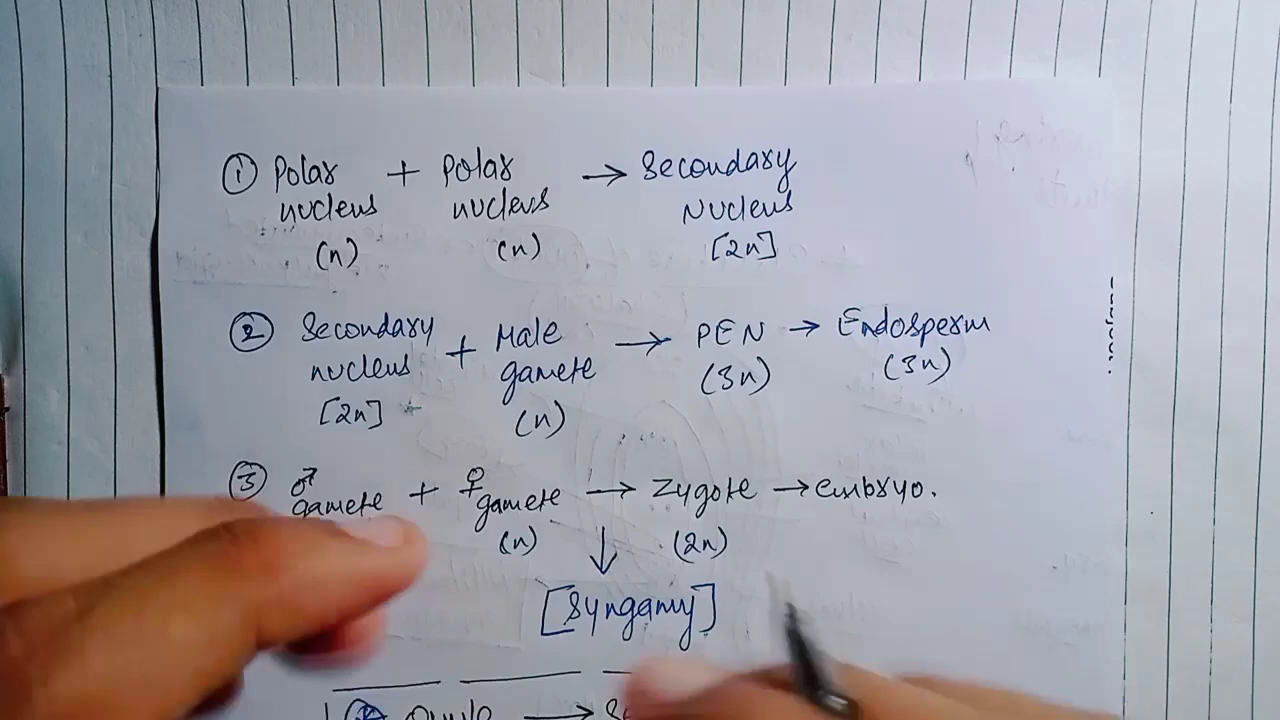 ① Polar + Polar → Secondary
nucleus nucleus Nucleus
(n) (n) [2n]
② Secondary + Male → PEN → Endosperm
nucleus gamete (3n) (3n)
[2n] (n)
③ ♂ gamete + ♀ gamete → Zygote → embryo.
(n) (2n)
↓
[Syngamy]
Ovule →